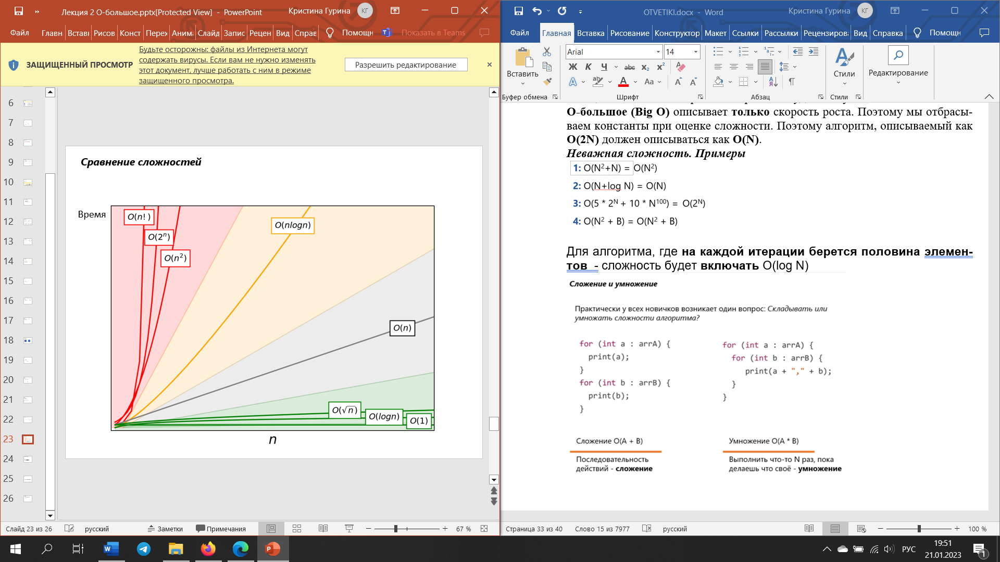 Лекция 2 О-большое.pptx[Protected View] - PowerPoint
Кристина Гурина
КГ
Файл
Главн
Встав
Рисов
Конст
Перех
Аним
Слайд
Запис
Рецен
Вид
Справ
Помощн
Показать в Teams
ЗАЩИЩЕННЫЙ ПРОСМОТР
Будьте осторожны: файлы из Интернета могут
содержать вирусы. Если вам не нужно изменять
этот документ, лучше работать с ним в режиме
защищенного просмотра.
Разрешить редактирование
6
7
8
9
10
11
12
13
14
15
16
17
18
19
20
21
22
23
24
25
26
Сравнение сложностей
Время
O(n!)
O(2ⁿ)
O(n²)
O(nlogn)
O(n)
O(√n)
O(logn)
O(1)
n
Слайд 23 из 26
русский
Заметки
Примечания
67 %
OTVETIKI.docx - Word
Кристина Гурина
КГ
Файл
Главная
Вставка
Рисование
Конструктор
Макет
Ссылки
Рассылки
Рецензирова
Вид
Справка
Помощн
Вставить
Буфер обмена
Arial
14
Ж К Ч abc x₂ x²
Aa
Шрифт
Абзац
Стили
Стили
Редактирование
О-большое (Big O) описывает только скорость роста. Поэтому мы отбрасы-
ваем константы при оценке сложности. Поэтому алгоритм, описываемый как
O(2N) должен описываться как O(N).
Неважная сложность. Примеры
1: O(N²+N) = O(N²)
2: O(N+log N) = O(N)
3: O(5 * 2ᴺ + 10 * N¹⁰⁰) = O(2ᴺ)
4: O(N² + B) = O(N² + B)
Для алгоритма, где на каждой итерации берется половина элемен-
тов - сложность будет включать O(log N)
Сложение и умножение
Практически у всех новичков возникает один вопрос: Складывать или
умножать сложности алгоритма?
for (int a : arrA) {
print(a);
}
for (int b : arrB) {
print(b);
}
for (int a : arrA) {
for (int b : arrB) {
print(a + "," + b);
}
}
Сложение O(A + B)
Последовательность
действий - сложение
Умножение O(A * B)
Выполнить что-то N раз, пока
делаешь что своё - умножение
Страница 33 из 40
Слово 15 из 7977
русский
100 %
РУС
19:51
21.01.2023
1